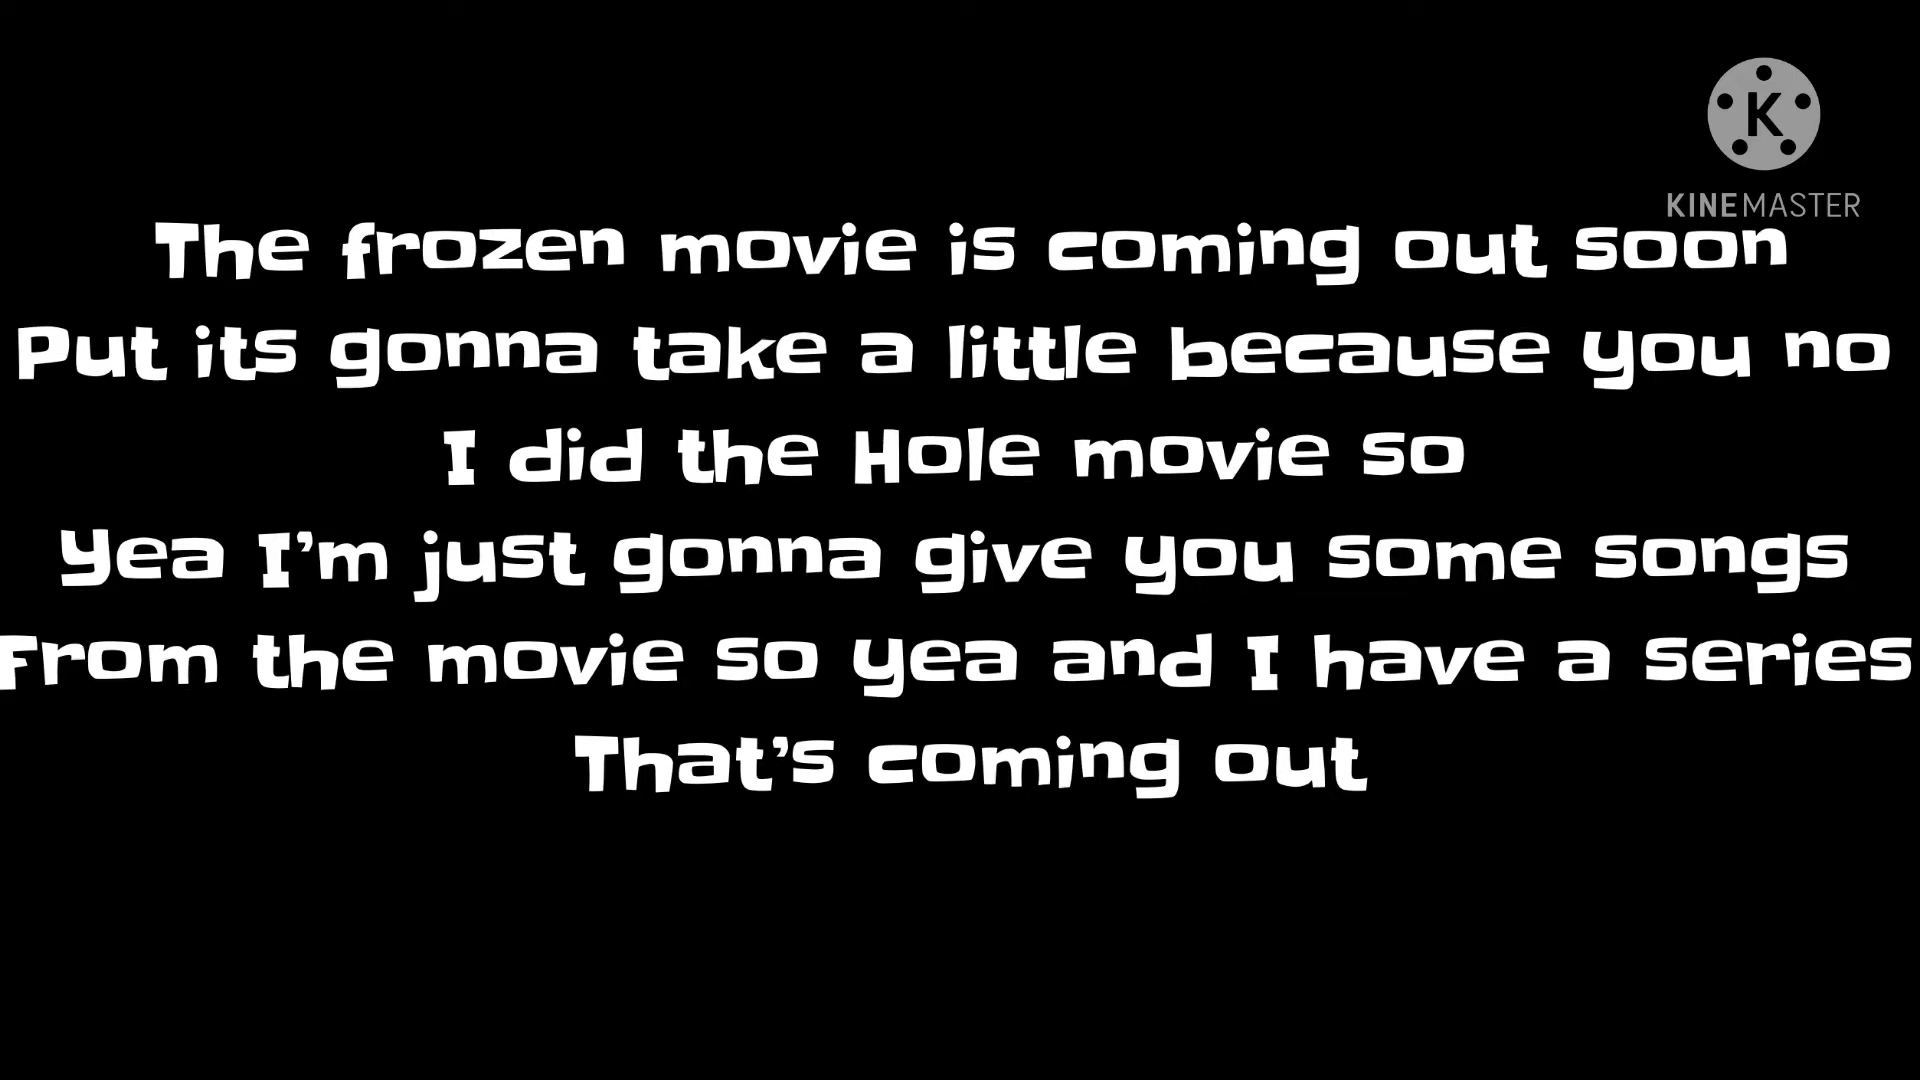 K
KINEMASTER
The frozen movie is coming out soon
Put its gonna take a little because you no
I did the Hole movie so
Yea I'm just gonna give you some songs
From the movie so yea and I have a series
That's coming out